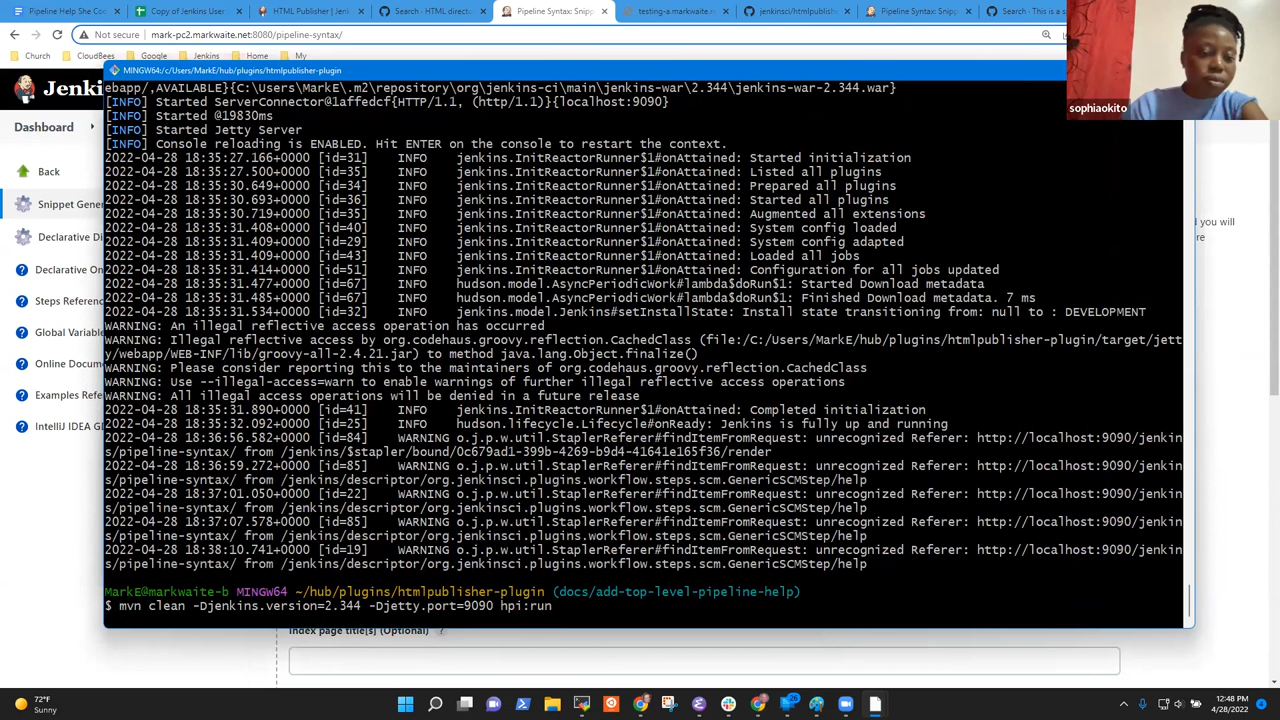 Pipeline Help She Code
Copy of Jenkins User
HTML Publisher | Jen
Search - HTML direct
Pipeline Syntax: Snipp
testing-a.markwaite.n
jenkinsci/htmlpublishe
Pipeline Syntax: Snipp
Search - This is a s
Not secure mark-pc2.markwaite.net:8080/pipeline-syntax/
Church CloudBees Google Jenkins Home My
MINGW64:/c/Users/MarkE/hub/plugins/htmlpublisher-plugin
sophiaokito
Jenki
Dashboard
Back
Snippet Gene
Declarative Di
Declarative On
Steps Referenc
Global Variabl
Online Docum
Examples Refe
IntelliJ IDEA GD
d you will
re
ebapp/,AVAILABLE}{C:\Users\MarkE\.m2\repository\org\jenkins-ci\main\jenkins-war\2.344\jenkins-war-2.344.war}
[INFO] Started ServerConnector@1affedcf{HTTP/1.1, (http/1.1)}{localhost:9090}
[INFO] Started @19830ms
[INFO] Started Jetty Server
[INFO] Console reloading is ENABLED. Hit ENTER on the console to restart the context.
2022-04-28 18:35:27.166+0000 [id=31] INFO jenkins.InitReactorRunner$1#onAttained: Started initialization
2022-04-28 18:35:27.500+0000 [id=35] INFO jenkins.InitReactorRunner$1#onAttained: Listed all plugins
2022-04-28 18:35:30.649+0000 [id=34] INFO jenkins.InitReactorRunner$1#onAttained: Prepared all plugins
2022-04-28 18:35:30.693+0000 [id=36] INFO jenkins.InitReactorRunner$1#onAttained: Started all plugins
2022-04-28 18:35:30.719+0000 [id=35] INFO jenkins.InitReactorRunner$1#onAttained: Augmented all extensions
2022-04-28 18:35:31.408+0000 [id=40] INFO jenkins.InitReactorRunner$1#onAttained: System config loaded
2022-04-28 18:35:31.409+0000 [id=29] INFO jenkins.InitReactorRunner$1#onAttained: System config adapted
2022-04-28 18:35:31.409+0000 [id=43] INFO jenkins.InitReactorRunner$1#onAttained: Loaded all jobs
2022-04-28 18:35:31.414+0000 [id=51] INFO jenkins.InitReactorRunner$1#onAttained: Configuration for all jobs updated
2022-04-28 18:35:31.477+0000 [id=67] INFO hudson.model.AsyncPeriodicWork#lambda$doRun$1: Started Download metadata
2022-04-28 18:35:31.485+0000 [id=67] INFO hudson.model.AsyncPeriodicWork#lambda$doRun$1: Finished Download metadata. 7 ms
2022-04-28 18:35:31.534+0000 [id=32] INFO jenkins.model.Jenkins#setInstallState: Install state transitioning from: null to : DEVELOPMENT
WARNING: An illegal reflective access operation has occurred
WARNING: Illegal reflective access by org.codehaus.groovy.reflection.CachedClass (file:/C:/Users/MarkE/hub/plugins/htmlpublisher-plugin/target/jett
y/webapp/WEB-INF/lib/groovy-all-2.4.21.jar) to method java.lang.Object.finalize()
WARNING: Please consider reporting this to the maintainers of org.codehaus.groovy.reflection.CachedClass
WARNING: Use --illegal-access=warn to enable warnings of further illegal reflective access operations
WARNING: All illegal access operations will be denied in a future release
2022-04-28 18:35:31.890+0000 [id=41] INFO jenkins.InitReactorRunner$1#onAttained: Completed initialization
2022-04-28 18:35:32.092+0000 [id=25] INFO hudson.lifecycle.Lifecycle#onReady: Jenkins is fully up and running
2022-04-28 18:36:56.582+0000 [id=84] WARNING o.j.p.w.util.StaplerReferer#findItemFromRequest: unrecognized Referer: http://localhost:9090/jenkin
s/pipeline-syntax/ from /jenkins/$stapler/bound/0c679ad1-399b-4269-b9d4-41641e165f36/render
2022-04-28 18:36:59.272+0000 [id=85] WARNING o.j.p.w.util.StaplerReferer#findItemFromRequest: unrecognized Referer: http://localhost:9090/jenkin
s/pipeline-syntax/ from /jenkins/descriptor/org.jenkinsci.plugins.workflow.steps.scm.GenericSCMStep/help
2022-04-28 18:37:01.050+0000 [id=22] WARNING o.j.p.w.util.StaplerReferer#findItemFromRequest: unrecognized Referer: http://localhost:9090/jenkin
s/pipeline-syntax/ from /jenkins/descriptor/org.jenkinsci.plugins.workflow.steps.scm.GenericSCMStep/help
2022-04-28 18:37:07.578+0000 [id=85] WARNING o.j.p.w.util.StaplerReferer#findItemFromRequest: unrecognized Referer: http://localhost:9090/jenkin
s/pipeline-syntax/ from /jenkins/descriptor/org.jenkinsci.plugins.workflow.steps.scm.GenericSCMStep/help
2022-04-28 18:38:10.741+0000 [id=19] WARNING o.j.p.w.util.StaplerReferer#findItemFromRequest: unrecognized Referer: http://localhost:9090/jenkin
s/pipeline-syntax/ from /jenkins/descriptor/org.jenkinsci.plugins.workflow.steps.scm.GenericSCMStep/help
MarkE@markwaite-b MINGW64 ~/hub/plugins/htmlpublisher-plugin (docs/add-top-level-pipeline-help)
$ mvn clean -Djenkins.version=2.344 -Djetty.port=9090 hpi:run
Index page title[s] (Optional) ?
72°F
Sunny
26
12:48 PM
4/28/2022